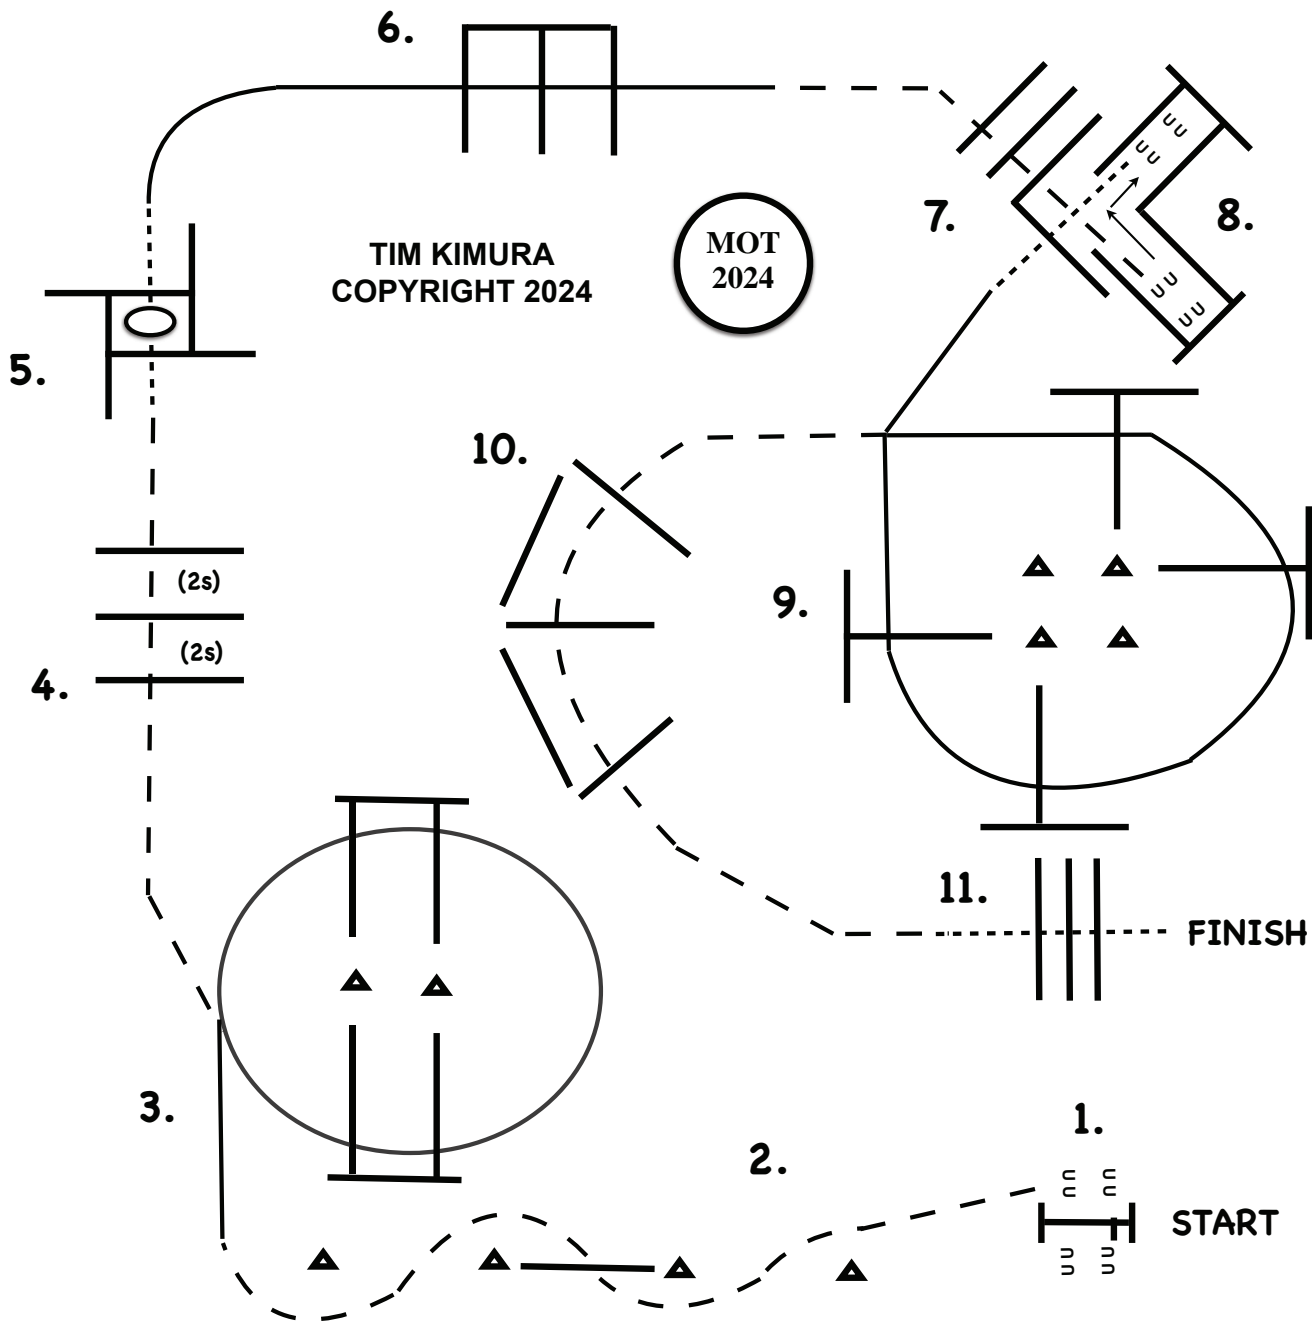 6.
7.
8.
TIM KIMURA
COPYRIGHT 2024
MOT
2024
5.
10.
(2s)
9.
(2s)
4.
11.
FINISH
3.
1.
2.
START